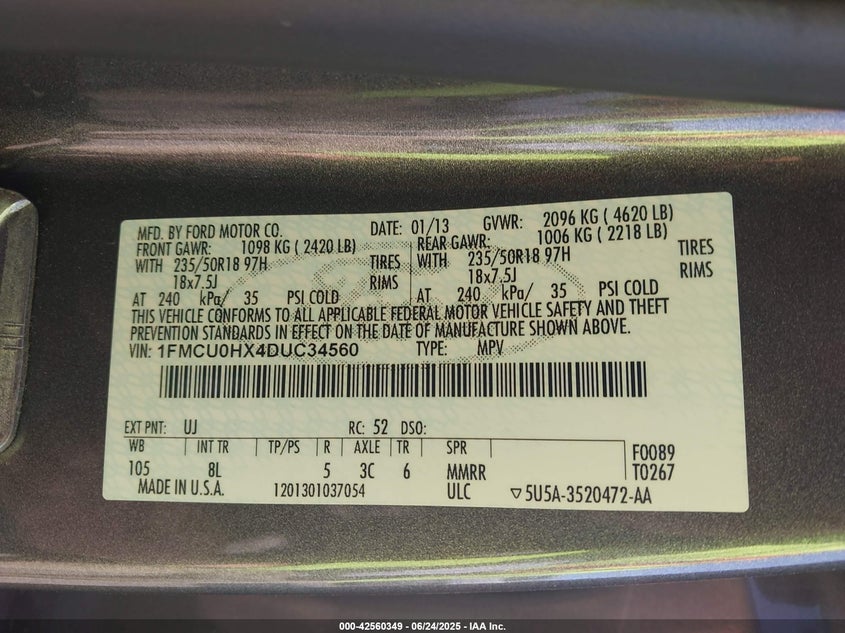 MFD. BY FORD MOTOR CO. DATE: 01/13 GVWR: 2096 KG ( 4620 LB)
FRONT GAWR: 1098 KG ( 2420 LB) REAR GAWR: 1006 KG ( 2218 LB)
WITH 235/50R18 97H TIRES WITH 235/50R18 97H TIRES
18x7.5J RIMS 18x7.5J RIMS
AT 240 kPa/ 35 PSI COLD AT 240 kPa/ 35 PSI COLD
THIS VEHICLE CONFORMS TO ALL APPLICABLE FEDERAL MOTOR VEHICLE SAFETY AND THEFT
PREVENTION STANDARDS IN EFFECT ON THE DATE OF MANUFACTURE SHOWN ABOVE.
VIN: 1FMCU0HX4DUC34560 TYPE: MPV
EXT PNT: UJ RC: 52 DSO:
WB INT TR TP/PS R AXLE TR SPR F0089
105 8L 5 3C 6 MMRR T0267
MADE IN U.S.A. 1201301037054 ULC ▽5U5A-3520472-AA
000-42560349 - 06/24/2025 - IAA Inc.